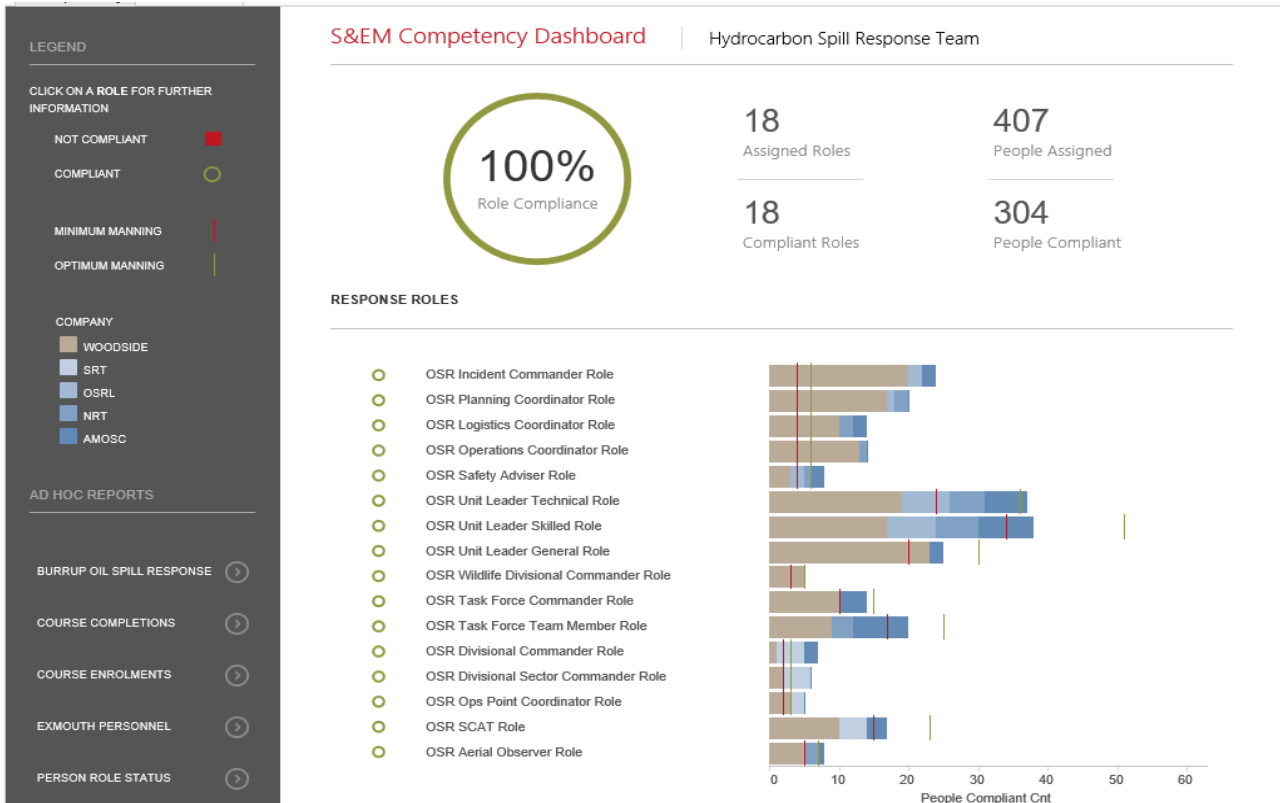 LEGEND
CLICK ON A ROLE FOR FURTHER
INFORMATION
NOT COMPLIANT
COMPLIANT
MINIMUM MANNING
OPTIMUM MANNING
COMPANY
WOODSIDE
SRT
OSRL
NRT
AMOSC
AD HOC REPORTS
BURRUP OIL SPILL RESPONSE
COURSE COMPLETIONS
COURSE ENROLMENTS
EXMOUTH PERSONNEL
PERSON ROLE STATUS
S&EM Competency Dashboard
Hydrocarbon Spill Response Team
100%
Role Compliance
18
Assigned Roles
407
People Assigned
18
Compliant Roles
304
People Compliant
RESPONSE ROLES
OSR Incident Commander Role
OSR Planning Coordinator Role
OSR Logistics Coordinator Role
OSR Operations Coordinator Role
OSR Safety Adviser Role
OSR Unit Leader Technical Role
OSR Unit Leader Skilled Role
OSR Unit Leader General Role
OSR Wildlife Divisional Commander Role
OSR Task Force Commander Role
OSR Task Force Team Member Role
OSR Divisional Commander Role
OSR Divisional Sector Commander Role
OSR Ops Point Coordinator Role
OSR SCAT Role
OSR Aerial Observer Role
0 10 20 30 40 50 60
People Compliant Cnt